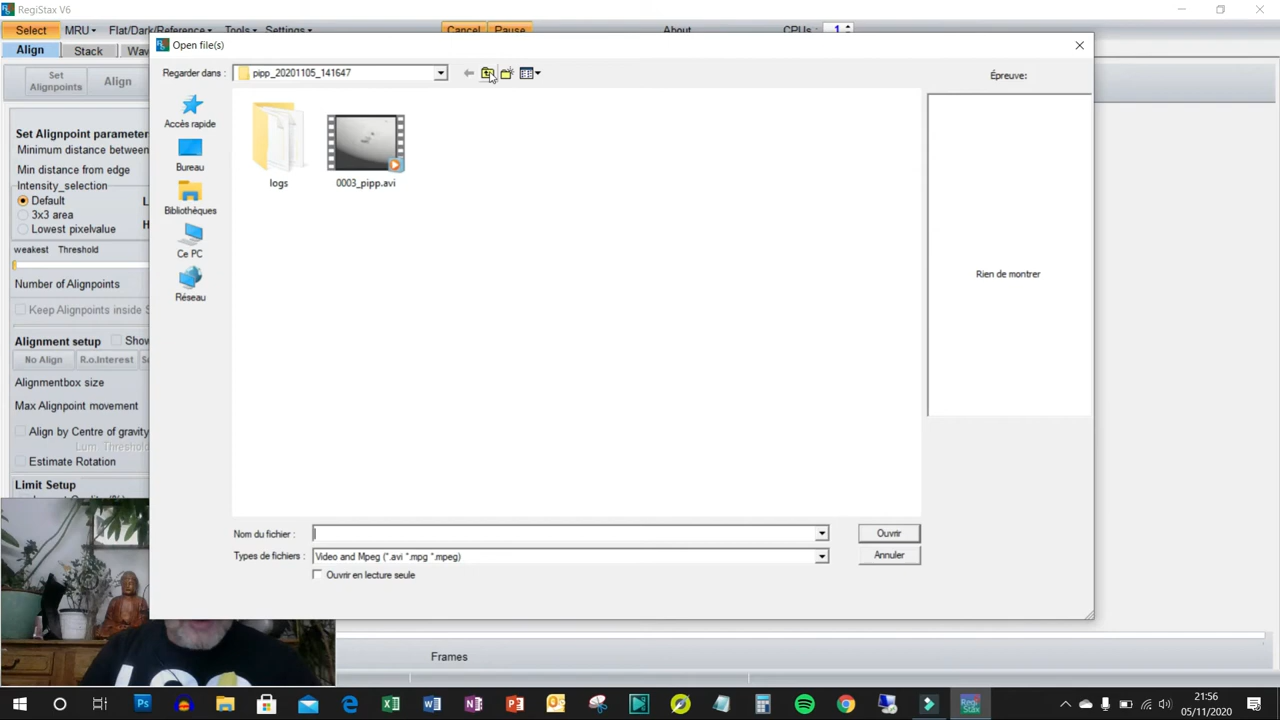 RegiStax V6
Select MRU Flat/Dark/Reference Tools Settings Cancel Pause About CPUs: 1
Align Stack Wav
Open file(s)
Regarder dans : pipp_20201105_141647
Épreuve:
Set Alignpoints
Align
Accès rapide
Bureau
Bibliothèques
Ce PC
Réseau
logs
0003_pipp.avi
Rien de montrer
Set Alignpoint parameter
Minimum distance between
Min distance from edge
Intensity_selection
Default
3x3 area
Lowest pixelvalue
weakest Threshold
Number of Alignpoints
Keep Alignpoints inside S
Alignment setup Show
No Align R.o.Interest
Alignmentbox size
Max Alignpoint movement
Align by Centre of gravity
Lum Threshold
Estimate Rotation
Limit Setup
Nom du fichier : Ouvrir
Types de fichiers : Video and Mpeg (*.avi *.mpg *.mpeg) Annuler
Ouvrir en lecture seule
Frames
21:56
05/11/2020